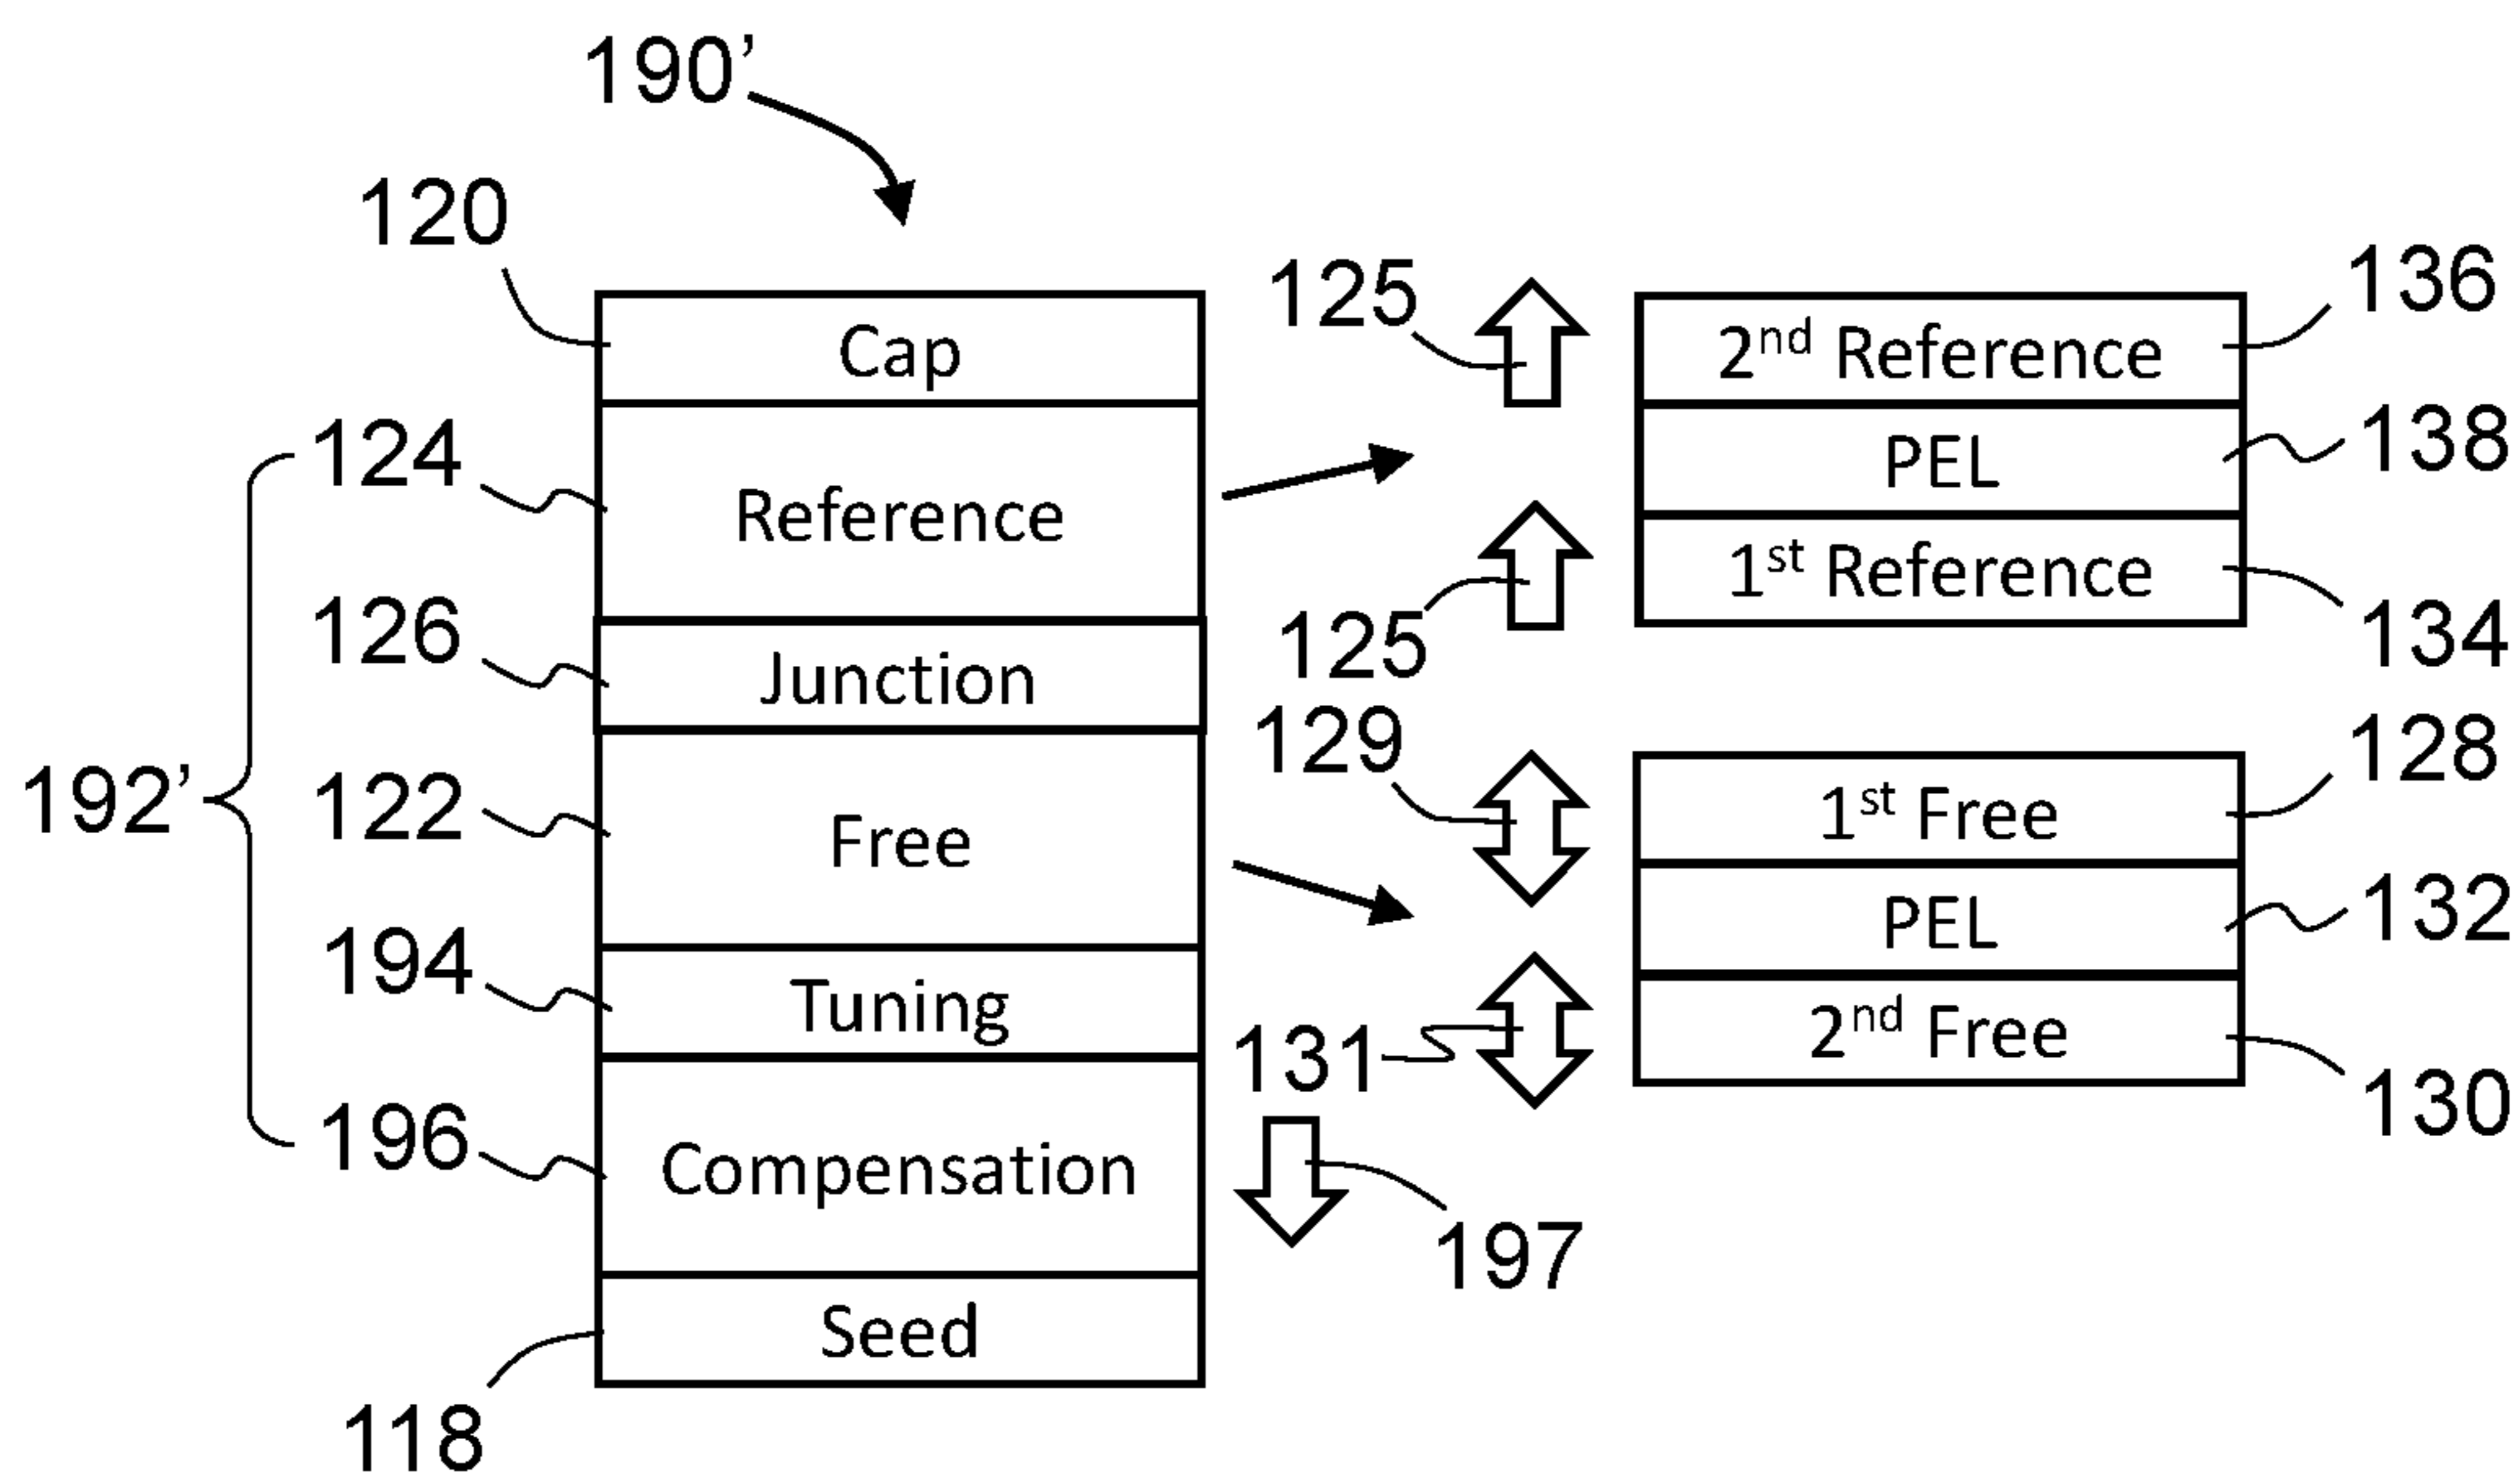 190’
120
Cap
125
2nd Reference
136
124
Reference
PEL
138
125
1st Reference
134
126
Junction
129
1st Free
128
192’
122
Free
PEL
132
194
Tuning
131
2nd Free
130
196
Compensation
197
Seed
118